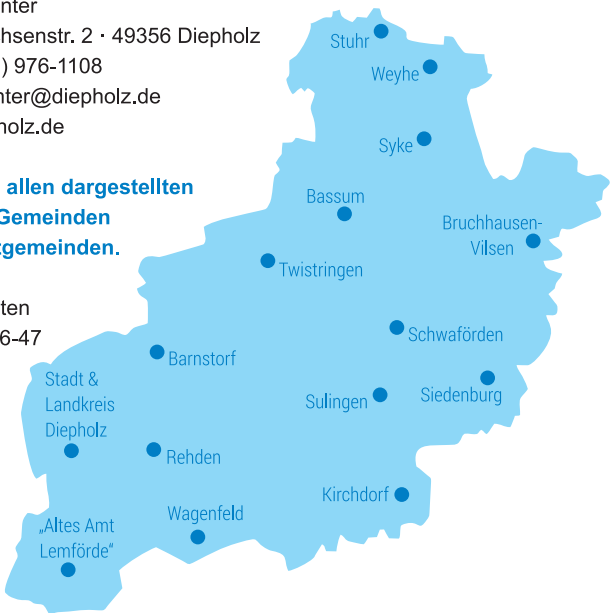 nter
hsenstr. 2 · 49356 Diepholz
) 976-1108
nter@diepholz.de
holz.de
allen dargestellten
Gemeinden
tgemeinden.
ten
6-47
Stuhr
Weyhe
Syke
Bassum
Bruchhausen-
Vilsen
Twistringen
Schwaförden
Barnstorf
Stadt &
Landkreis
Diepholz
Sulingen
Siedenburg
Rehden
Kirchdorf
Wagenfeld
„Altes Amt
Lemförde“